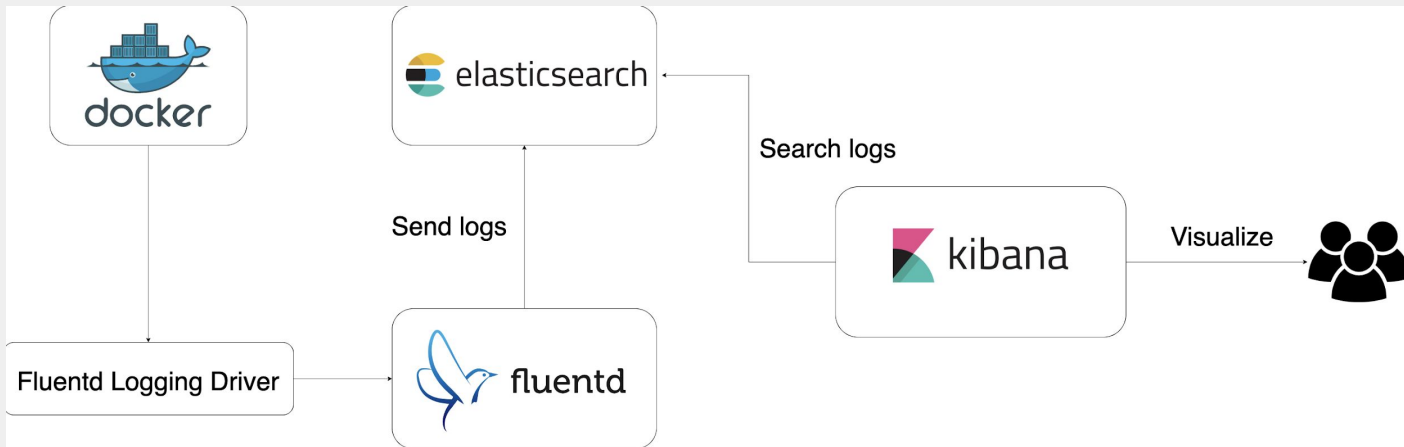 docker
elasticsearch
Search logs
Send logs
kibana
Visualize
Fluentd Logging Driver
fluentd